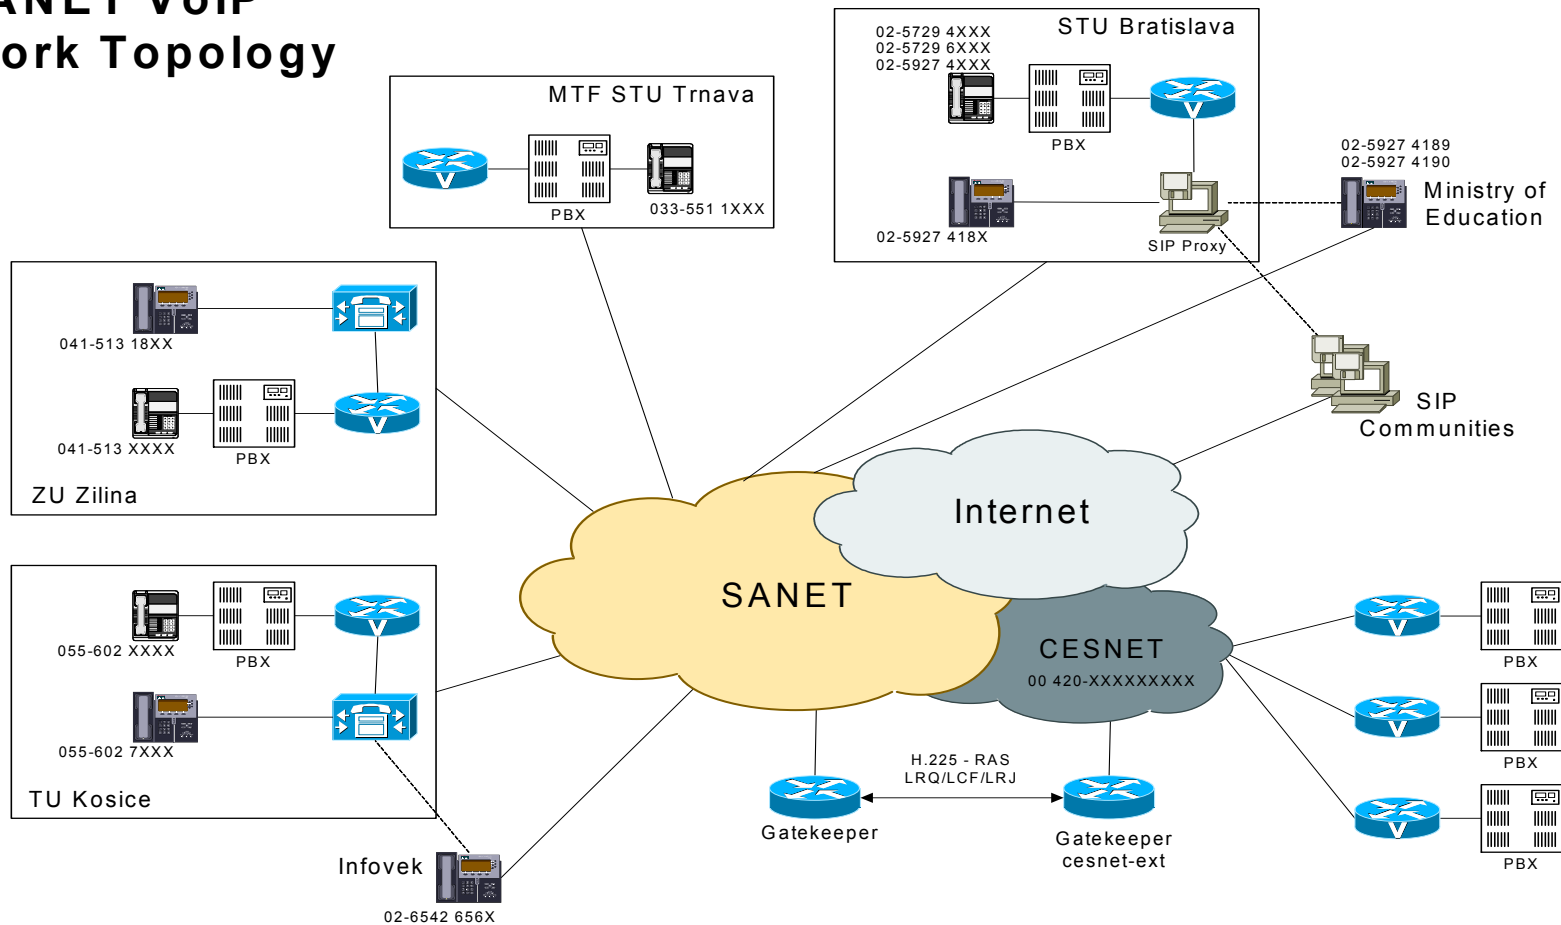 ANET VoIP
ork Topology
MTF STU Trnava
PBX
033-551 1XXX
STU Bratislava
02-5729 4XXX
02-5729 6XXX
02-5927 4XXX
PBX
V
02-5927 418X
SIP Proxy
02-5927 4189
02-5927 4190
Ministry of
Education
SIP
Communities
V
041-513 18XX
041-513 XXXX
PBX
V
ZU Zilina
055-602 XXXX
PBX
V
055-602 7XXX
TU Kosice
Infovek
02-6542 656X
SANET
Internet
CESNET
00 420-XXXXXXXXX
H.225 - RAS
LRQ/LCF/LRJ
Gatekeeper
Gatekeeper
cesnet-ext
V
PBX
V
PBX
V
PBX